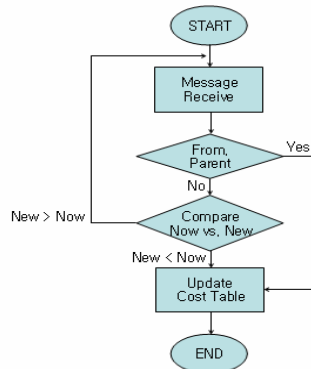 START
Message
Receive
From,
Parent
Yes
No
New > Now
Compare
Now vs, New
New < Now
Update
Cost Table
END